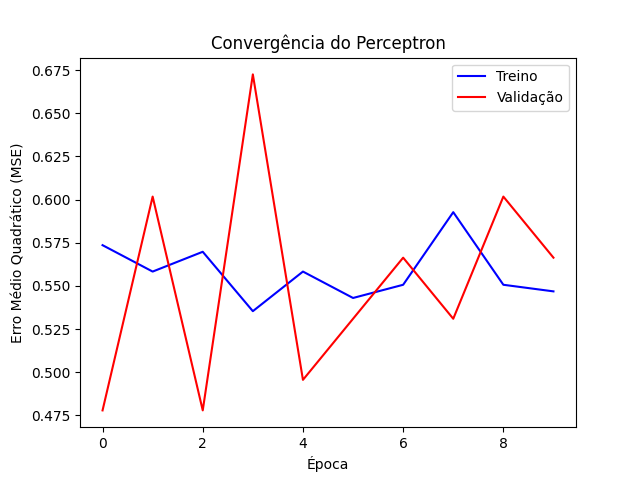 Convergência do Perceptron
Treino
Validação
Erro Médio Quadrático (MSE)
0.675
0.650
0.625
0.600
0.575
0.550
0.525
0.500
0.475
0 2 4 6 8
Época